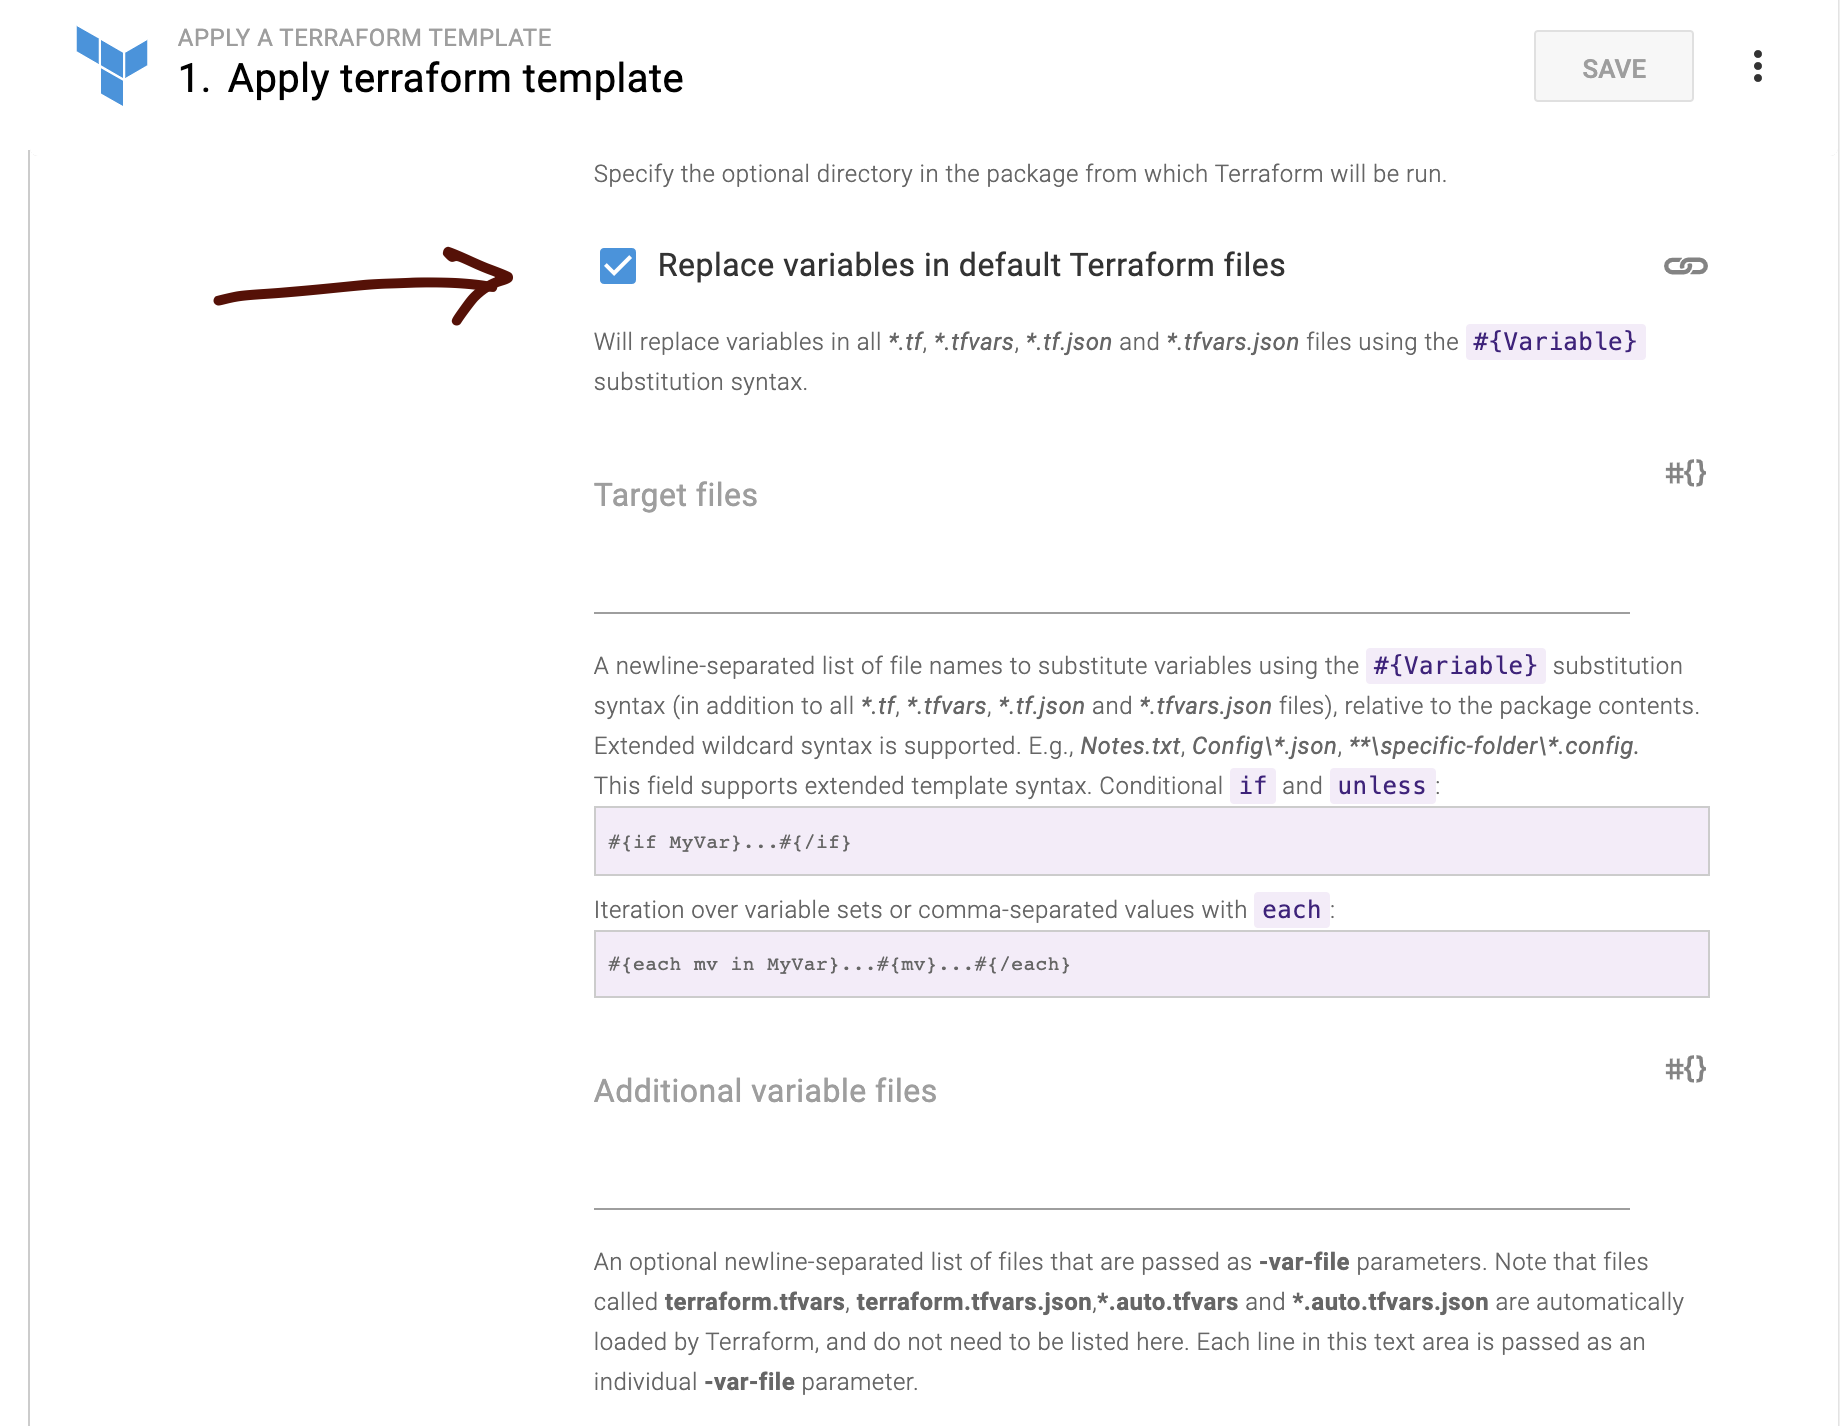 APPLY A TERRAFORM TEMPLATE
1. Apply terraform template
SAVE
Specify the optional directory in the package from which Terraform will be run.
Replace variables in default Terraform files
Will replace variables in all *.tf, *.tfvars, *.tf.json and *.tfvars.json files using the #{Variable}
substitution syntax.
#{}
Target files
A newline-separated list of file names to substitute variables using the #{Variable} substitution
syntax (in addition to all *.tf, *.tfvars, *.tf.json and *.tfvars.json files), relative to the package contents.
Extended wildcard syntax is supported. E.g., Notes.txt, Config\*.json, **\specific-folder\*.config.
This field supports extended template syntax. Conditional if and unless:
#{if MyVar}...#{/if}
Iteration over variable sets or comma-separated values with each:
#{each mv in MyVar}...#{mv}...#{/each}
#{}
Additional variable files
An optional newline-separated list of files that are passed as -var-file parameters. Note that files
called terraform.tfvars, terraform.tfvars.json,*.auto.tfvars and *.auto.tfvars.json are automatically
loaded by Terraform, and do not need to be listed here. Each line in this text area is passed as an
individual -var-file parameter.